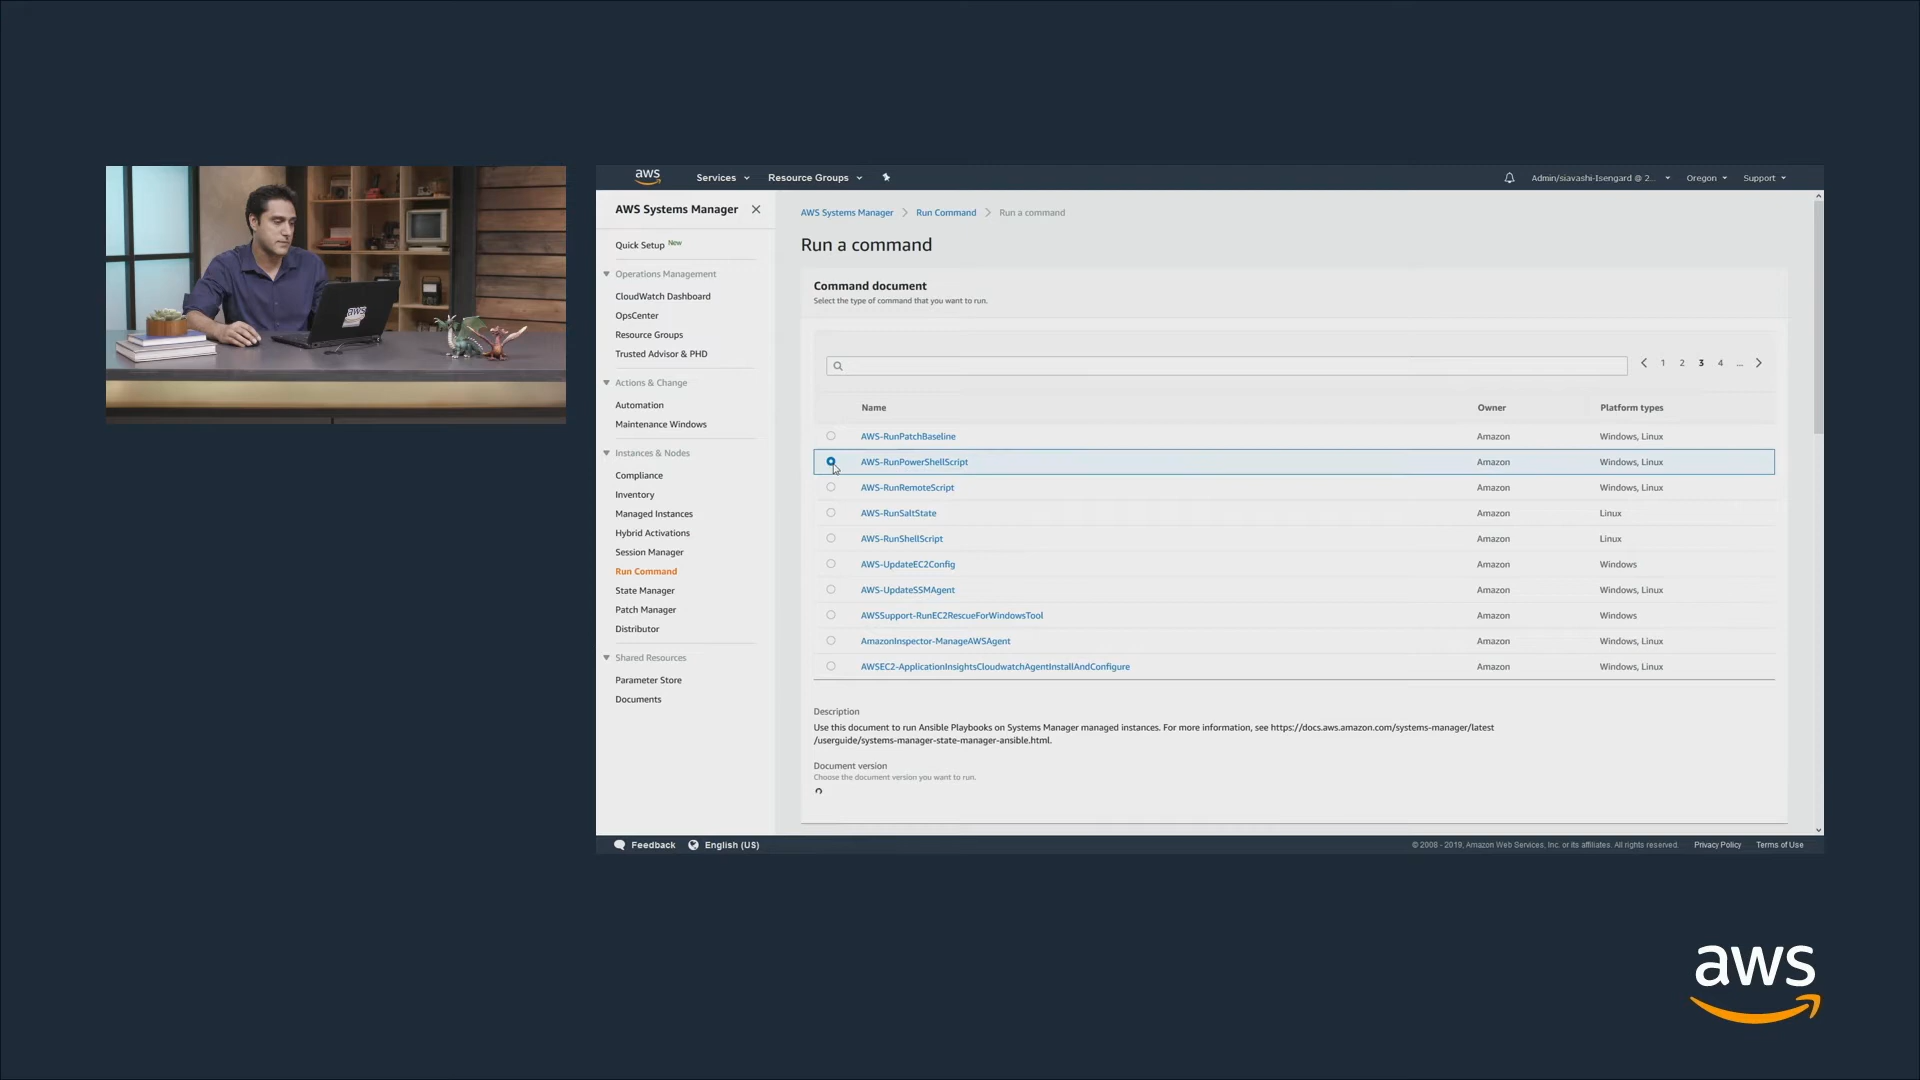 aws
aws
Services
Resource Groups
Admin/siavashi-Isengard @ 2...
Oregon
Support
AWS Systems Manager
Quick Setup New
Operations Management
CloudWatch Dashboard
OpsCenter
Resource Groups
Trusted Advisor & PHD
Actions & Change
Automation
Maintenance Windows
Instances & Nodes
Compliance
Inventory
Managed Instances
Hybrid Activations
Session Manager
Run Command
State Manager
Patch Manager
Distributor
Shared Resources
Parameter Store
Documents
AWS Systems Manager > Run Command > Run a command
Run a command
Command document
Select the type of command that you want to run.
1 2 3 4 ...
Name Owner Platform types
AWS-RunPatchBaseline Amazon Windows, Linux
AWS-RunPowerShellScript Amazon Windows, Linux
AWS-RunRemoteScript Amazon Windows, Linux
AWS-RunSaltState Amazon Linux
AWS-RunShellScript Amazon Linux
AWS-UpdateEC2Config Amazon Windows
AWS-UpdateSSMAgent Amazon Windows, Linux
AWSSupport-RunEC2RescueForWindowsTool Amazon Windows
AmazonInspector-ManageAWSAgent Amazon Windows, Linux
AWSEC2-ApplicationInsightsCloudwatchAgentInstallAndConfigure Amazon Windows, Linux
Description
Use this document to run Ansible Playbooks on Systems Manager managed instances. For more information, see https://docs.aws.amazon.com/systems-manager/latest
/userguide/systems-manager-state-manager-ansible.html.
Document version
Choose the document version you want to run.
Feedback
English (US)
© 2008 - 2019, Amazon Web Services, Inc. or its affiliates. All rights reserved.
Privacy Policy
Terms of Use
aws